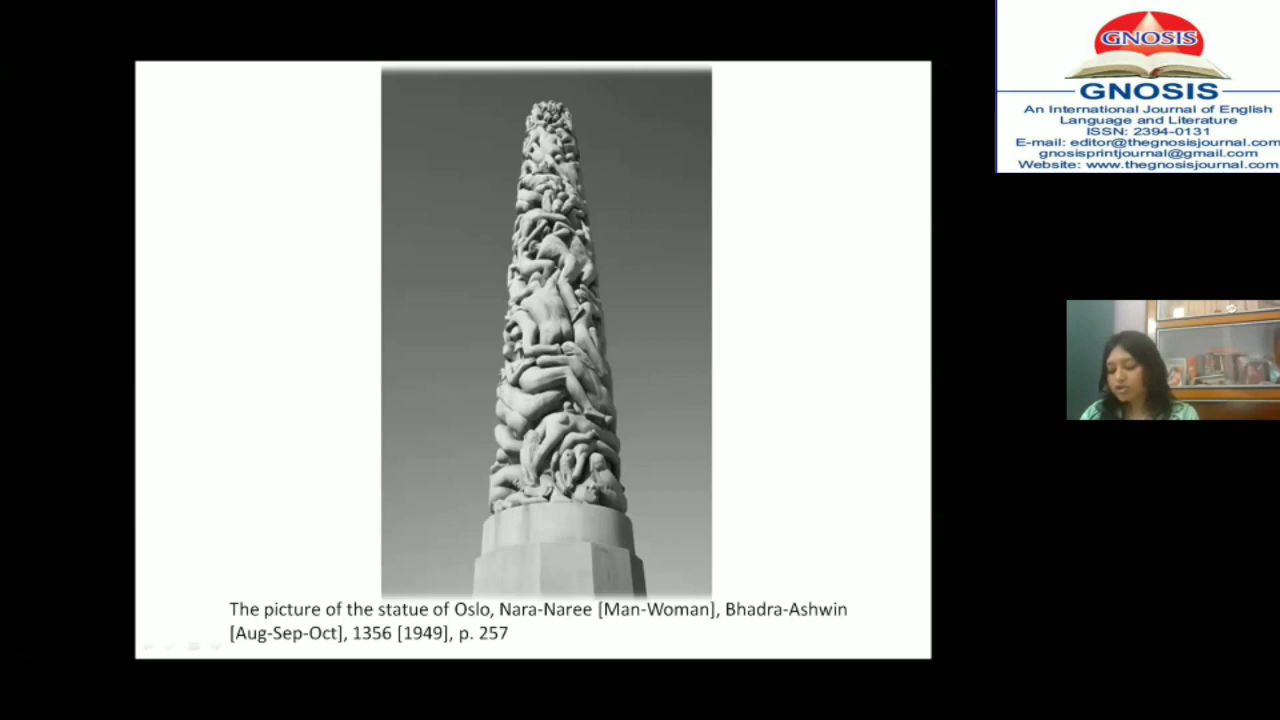 GNOSIS
GNOSIS
An International Journal of English
Language and Literature
ISSN: 2394-0131
E-mail: editor@thegnosisjournal.com
gnosisprintjournal@gmail.com
Website: www.thegnosisjournal.com
The picture of the statue of Oslo, Nara-Naree [Man-Woman], Bhadra-Ashwin
[Aug-Sep-Oct], 1356 [1949], p. 257